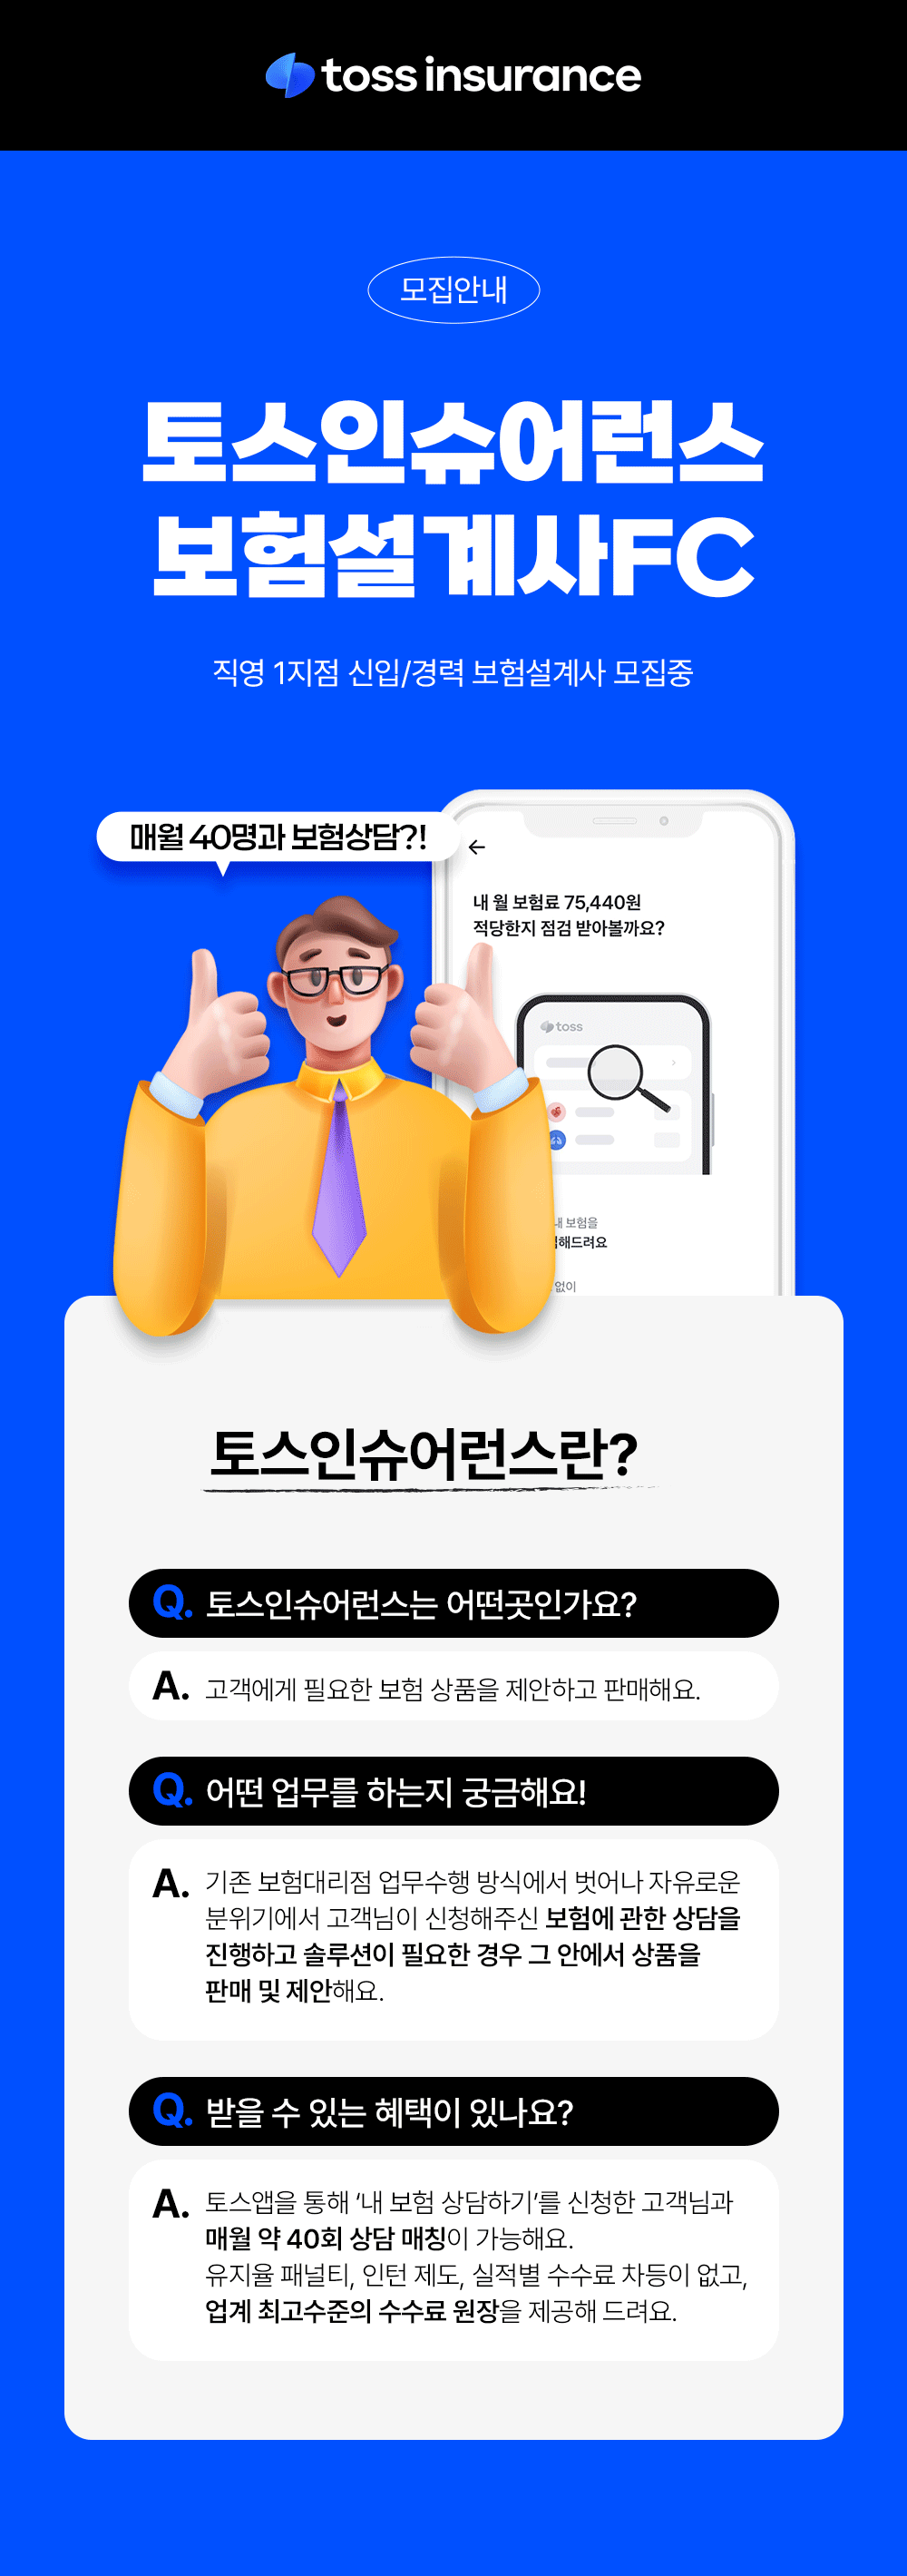 toss insurance
모집안내
토스인슈어런스
보험설계사FC
직영 1지점 신입/경력 보험설계사 모집중
매월 40명과 보험상담?!
내 월 보험료 75,440원
적당한지 점검 받아볼까요?
toss
내 보험을
해드려요
없이
토스인슈어런스란?
Q. 토스인슈어런스는 어떤곳인가요?
A. 고객에게 필요한 보험 상품을 제안하고 판매해요.
Q. 어떤 업무를 하는지 궁금해요!
A. 기존 보험대리점 업무수행 방식에서 벗어나 자유로운
분위기에서 고객님이 신청해주신 보험에 관한 상담을
진행하고 솔루션이 필요한 경우 그 안에서 상품을
판매 및 제안해요.
Q. 받을 수 있는 혜택이 있나요?
A. 토스앱을 통해 ‘내 보험 상담하기’를 신청한 고객님과
매월 약 40회 상담 매칭이 가능해요.
유지율 패널티, 인턴 제도, 실적별 수수료 차등이 없고,
업계 최고수준의 수수료 원장을 제공해 드려요.